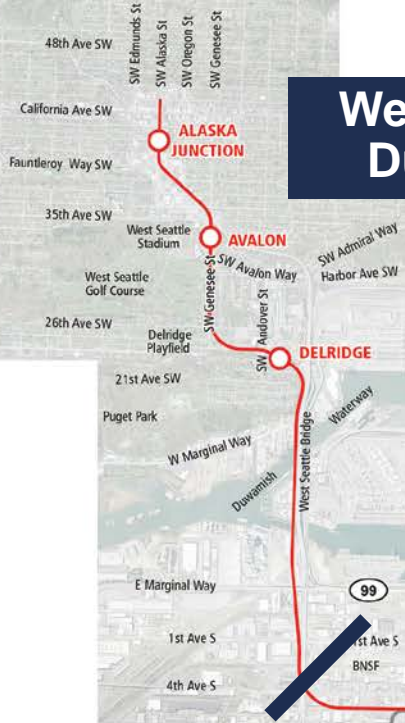 SW Edmunds St
SW Alaska St
SW Oregon St
SW Genesee St
48th Ave SW
California Ave SW
ALASKA
JUNCTION
Fauntleroy Way SW
35th Ave SW
West Seattle
Stadium
AVALON
SW Avalon Way
SW Admiral Way
Harbor Ave SW
West Seattle
Golf Course
SW Genesee St
SW Andover St
26th Ave SW
Delridge
Playfield
DELRIDGE
21st Ave SW
Puget Park
W Marginal Way
Duwamish
Waterway
West Seattle Bridge
E Marginal Way
99
1st Ave S
1st Ave S
BNSF
4th Ave S